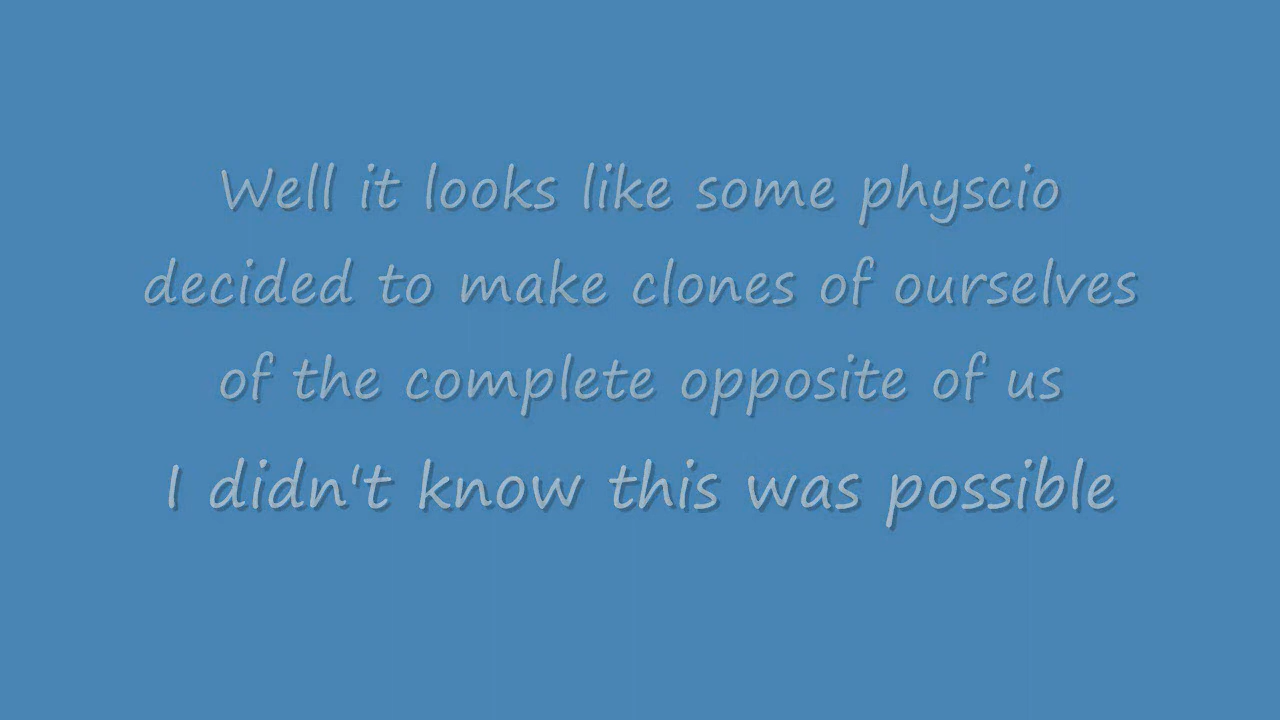 Well it looks like some physcio
decided to make clones of ourselves
of the complete opposite of us
I didn't know this was possible